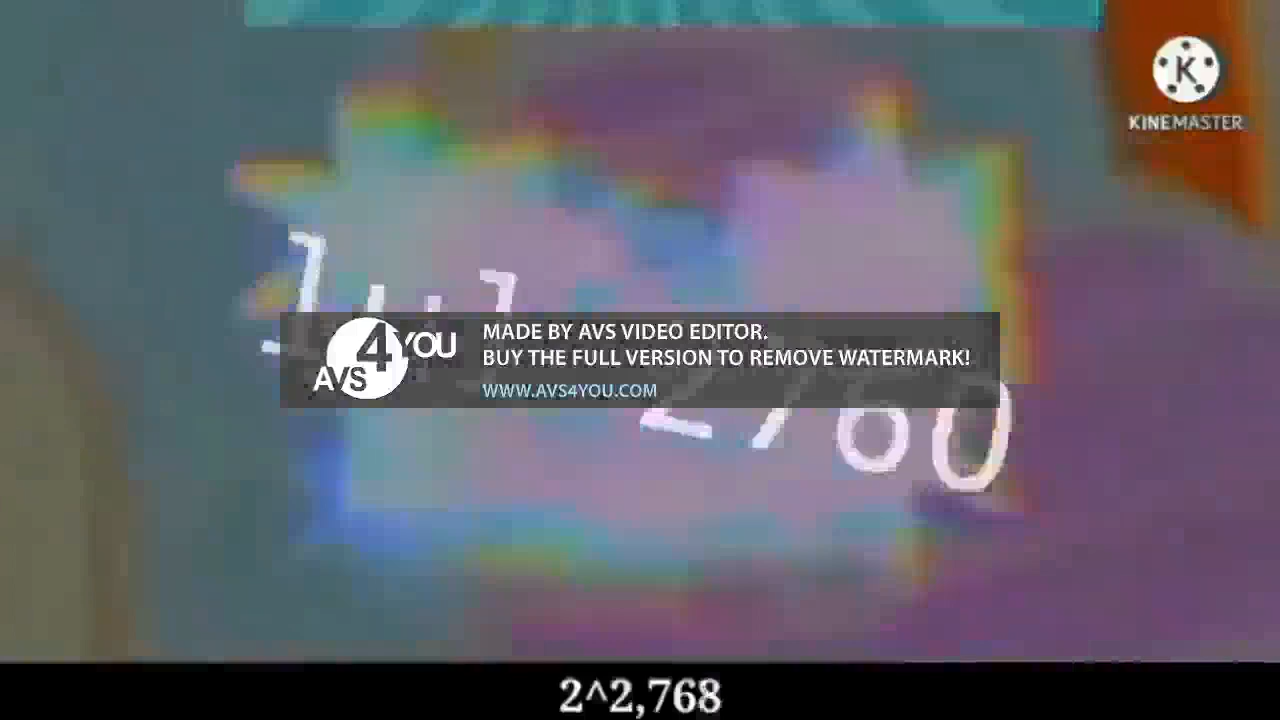 KINEMASTER
AVS4YOU
MADE BY AVS VIDEO EDITOR.
BUY THE FULL VERSION TO REMOVE WATERMARK!
WWW.AVS4YOU.COM
2760
2^2,768